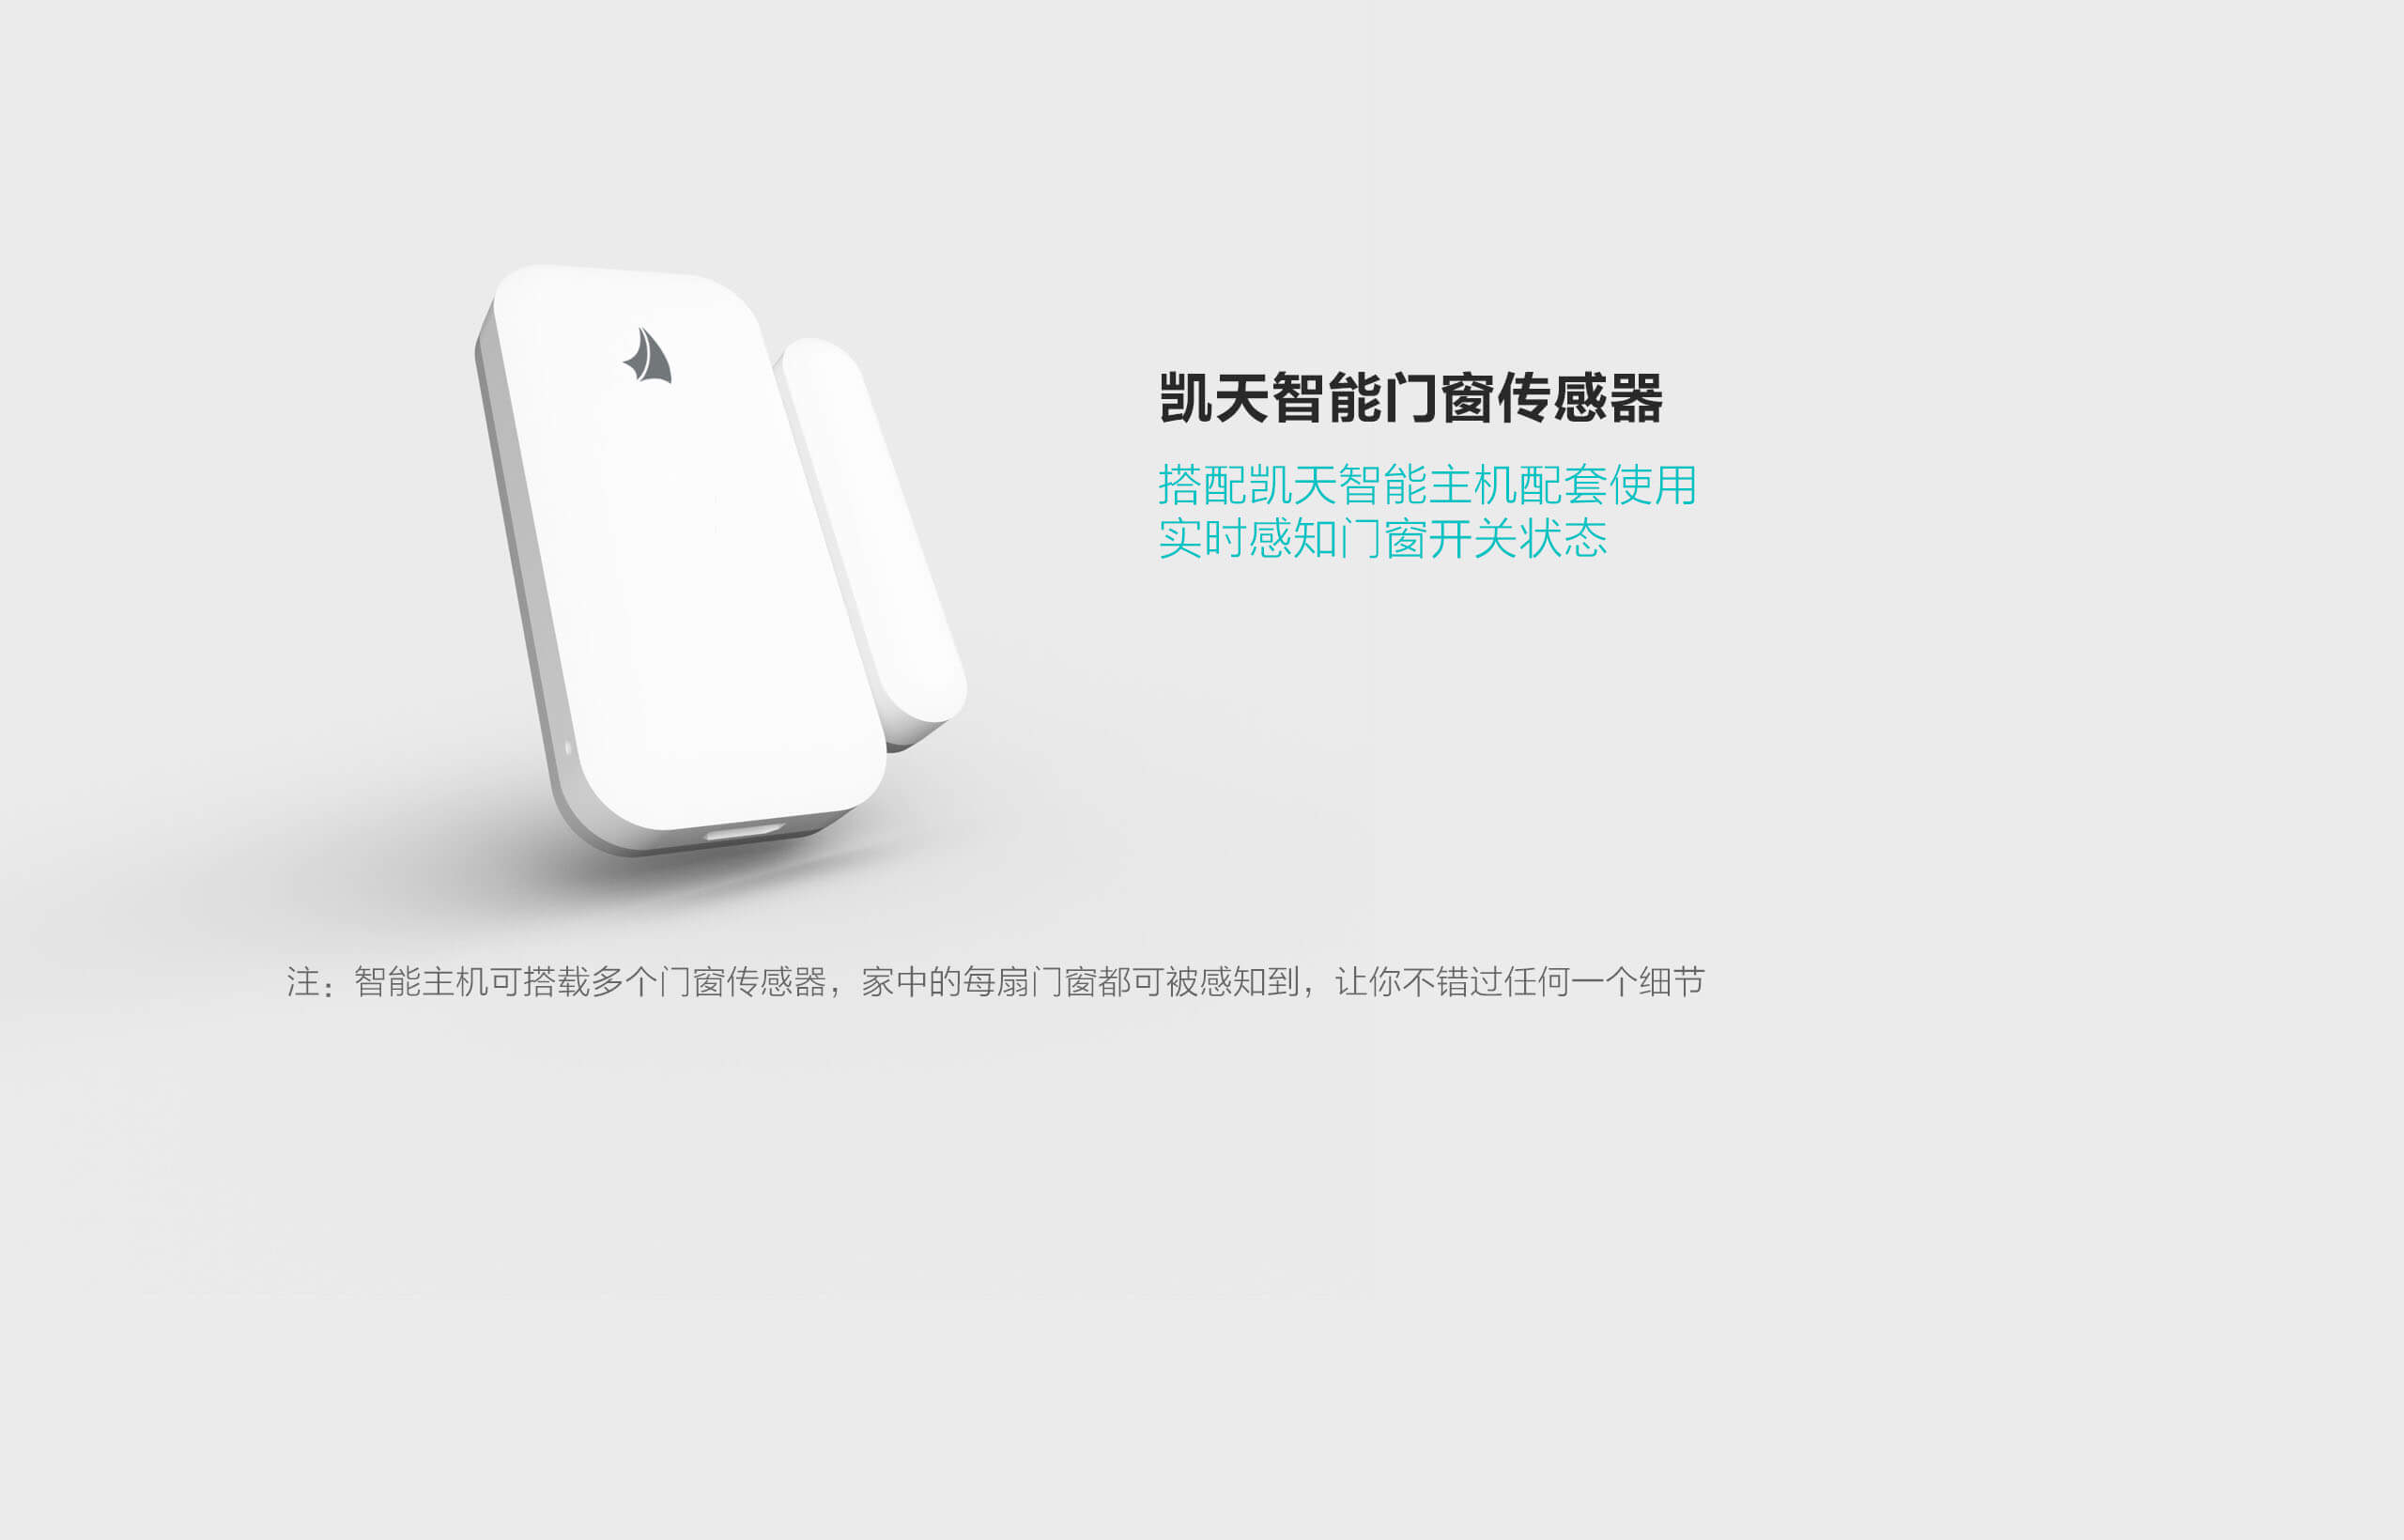 凯天智能门窗传感器
搭配凯天智能主机配套使用
实时感知门窗开关状态
注：智能主机可搭载多个门窗传感器，家中的每扇门窗都可被感知到，让你不错过任何一个细节